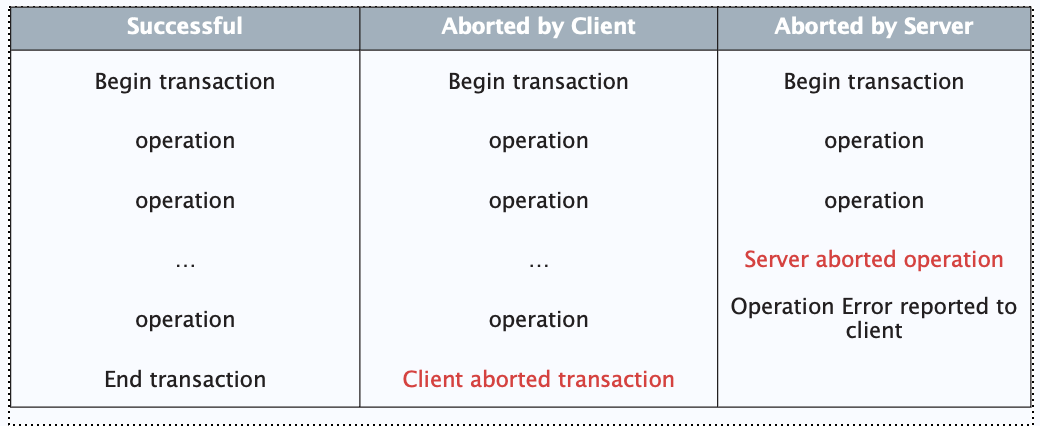 Successful Aborted by Client Aborted by Server
Begin transaction Begin transaction Begin transaction
operation operation operation
operation operation operation
... ... Server aborted operation
operation operation Operation Error reported to
client
End transaction Client aborted transaction